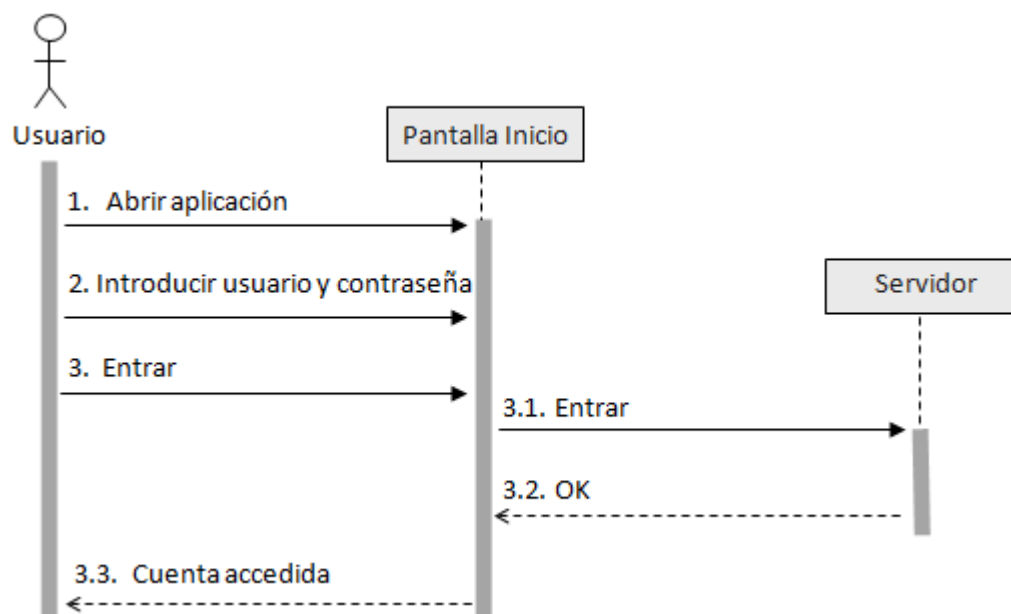 Usuario
Pantalla Inicio
1. Abrir aplicación
2. Introducir usuario y contraseña
Servidor
3. Entrar
3.1. Entrar
3.2. OK
3.3. Cuenta accedida